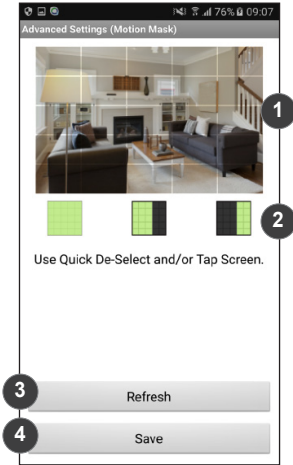 76% 09:07
Advanced Settings (Motion Mask)
1
2
Use Quick De-Select and/or Tap Screen.
3
Refresh
4
Save